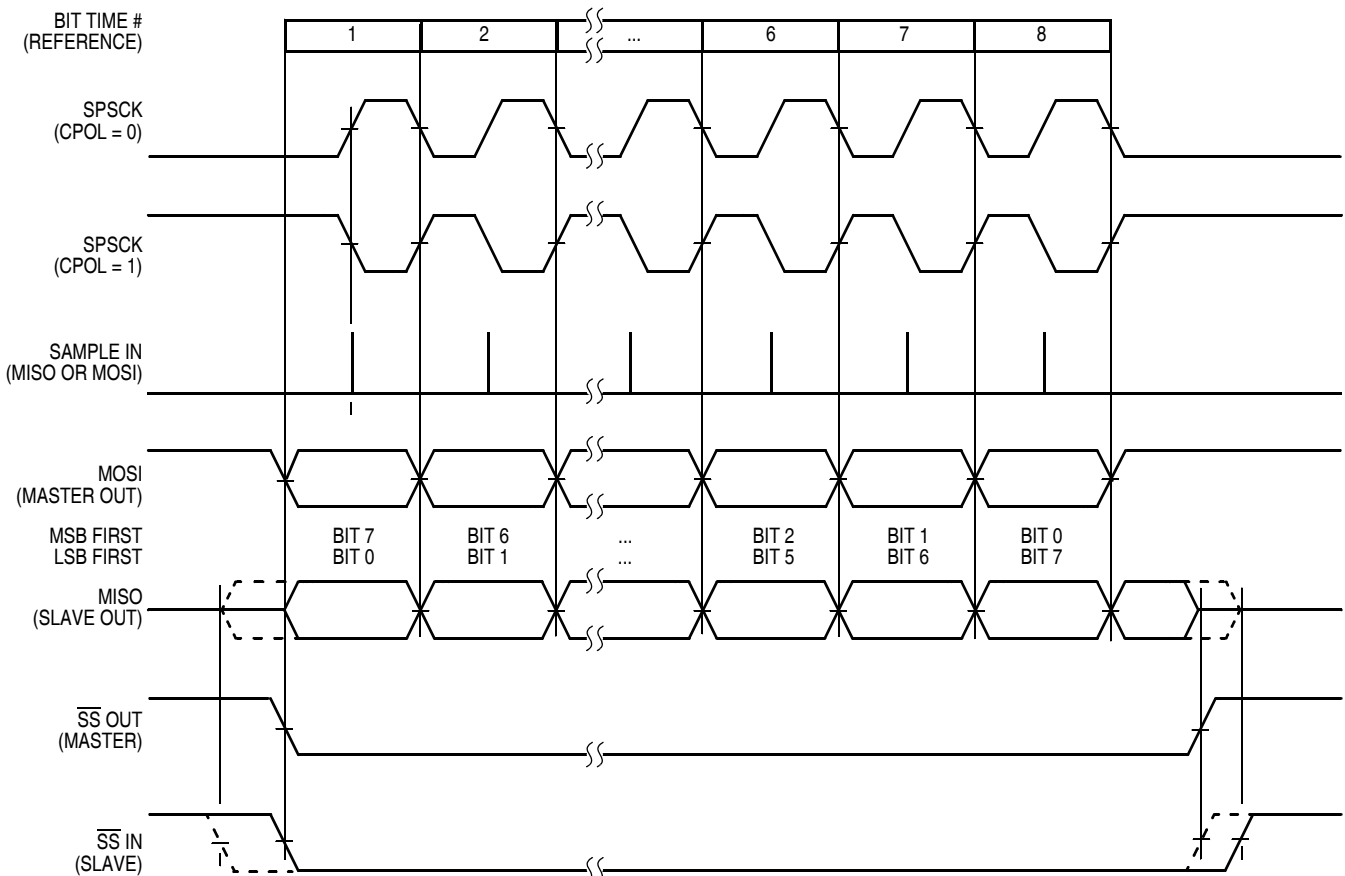 BIT TIME #
(REFERENCE)
1 2 ... 6 7 8
SPSCK
(CPOL = 0)
SPSCK
(CPOL = 1)
SAMPLE IN
(MISO OR MOSI)
MOSI
(MASTER OUT)
MSB FIRST BIT 7 BIT 6 ... BIT 2 BIT 1 BIT 0
LSB FIRST BIT 0 BIT 1 ... BIT 5 BIT 6 BIT 7
MISO
(SLAVE OUT)
S̅S̅ OUT
(MASTER)
S̅S̅ IN
(SLAVE)